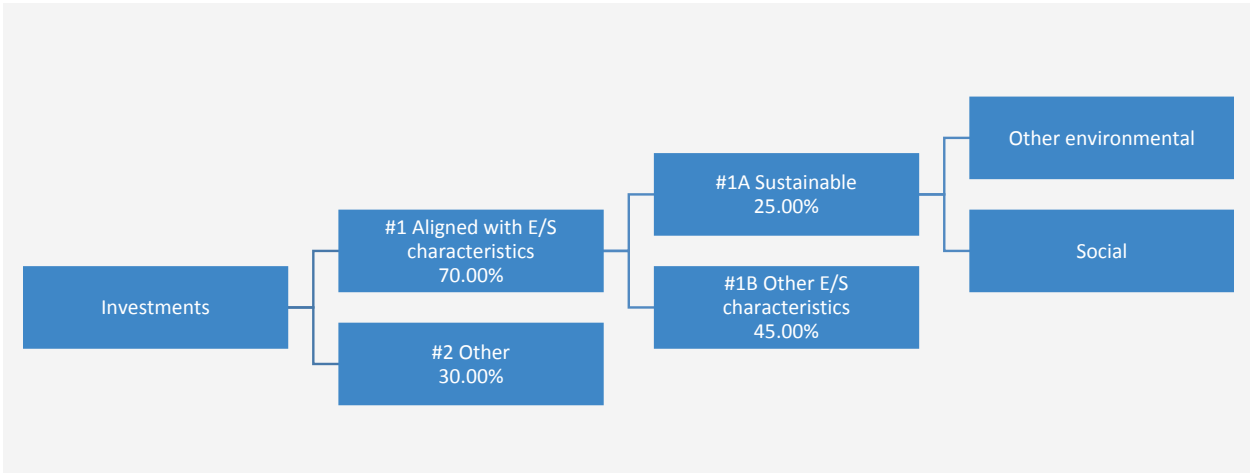 Investments
#1 Aligned with E/S
characteristics
70.00%
#2 Other
30.00%
#1A Sustainable
25.00%
#1B Other E/S
characteristics
45.00%
Other environmental
Social